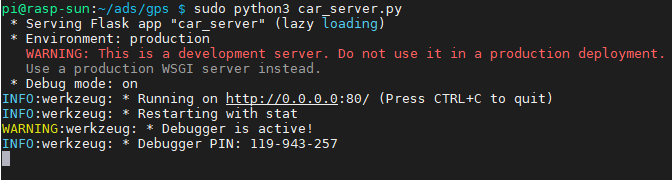 pi@rasp-sun:~/ads/gps $ sudo python3 car_server.py
 * Serving Flask app "car_server" (lazy loading)
 * Environment: production
   WARNING: This is a development server. Do not use it in a production deployment.
   Use a production WSGI server instead.
 * Debug mode: on
INFO:werkzeug: * Running on http://0.0.0.0:80/ (Press CTRL+C to quit)
INFO:werkzeug: * Restarting with stat
WARNING:werkzeug: * Debugger is active!
INFO:werkzeug: * Debugger PIN: 119-943-257